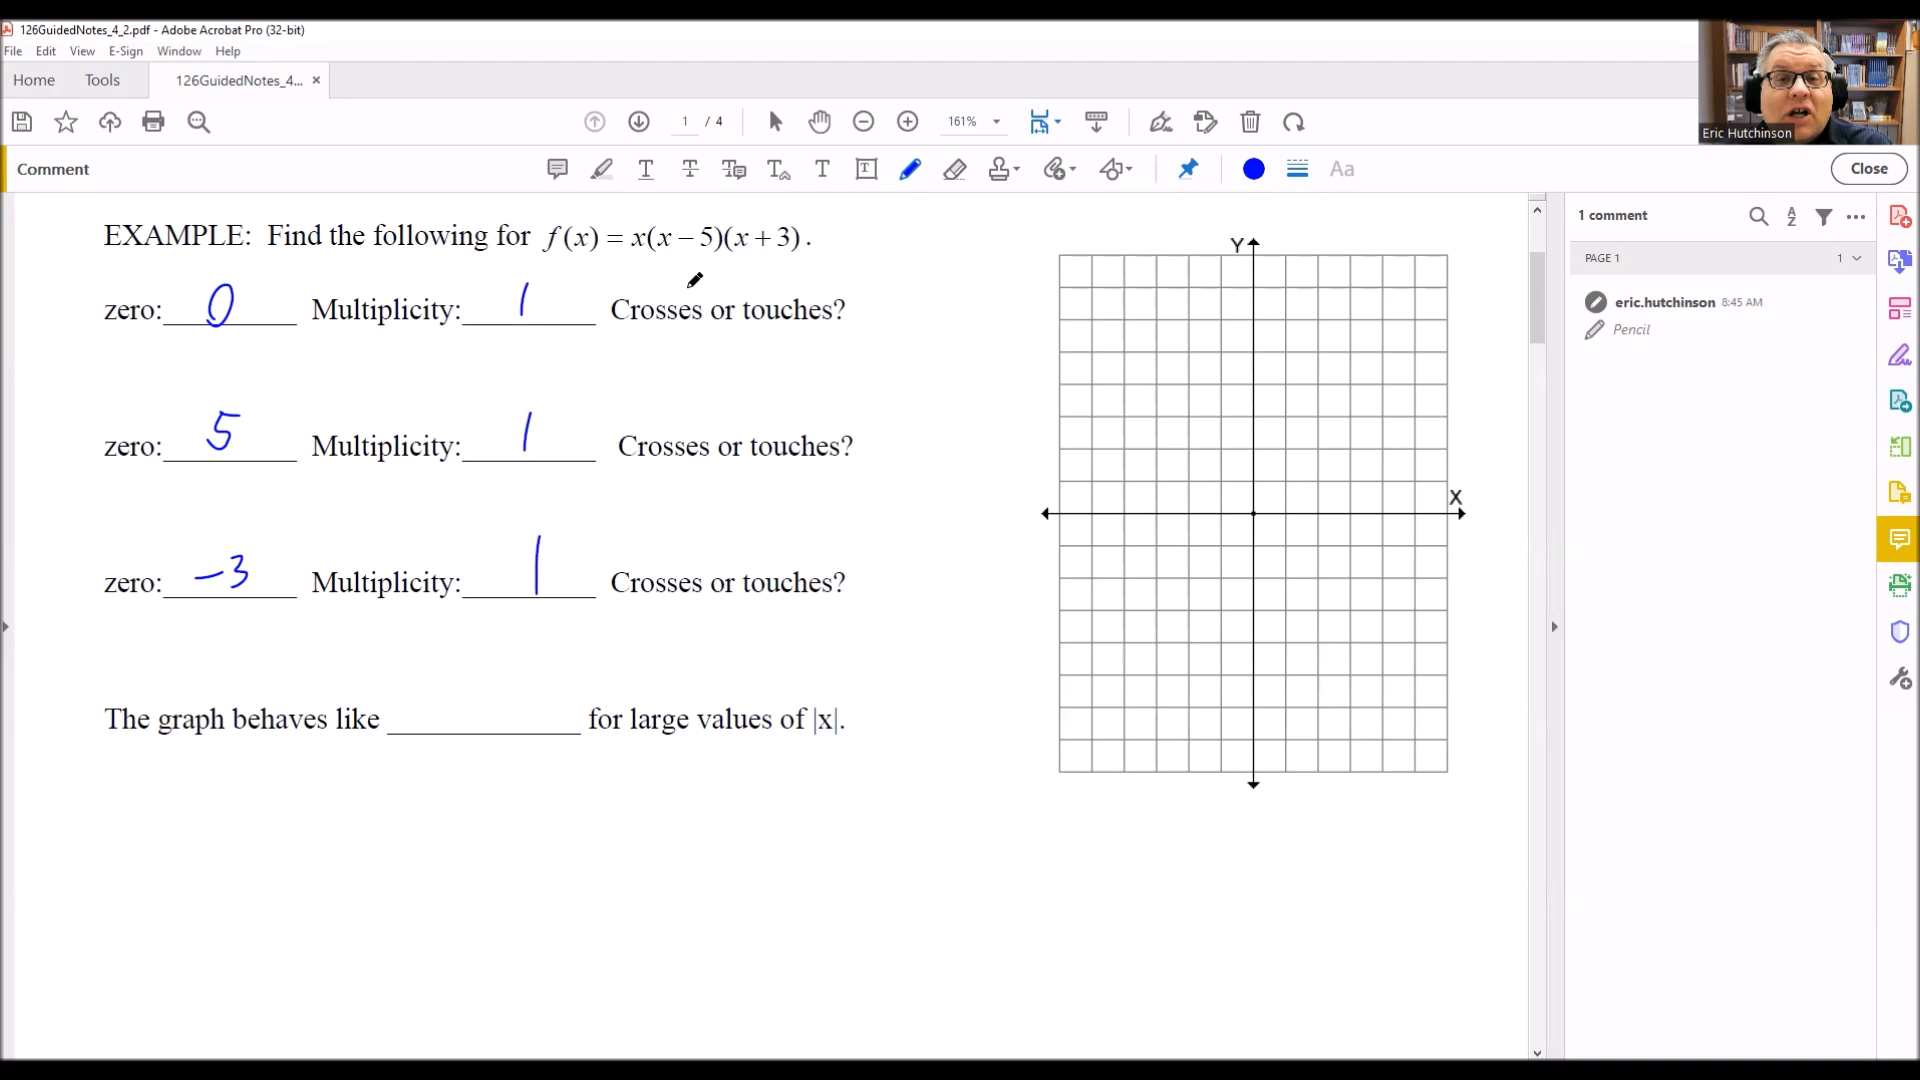 126GuidedNotes_4_2.pdf - Adobe Acrobat Pro (32-bit)
File Edit View E-Sign Window Help
Home Tools 126GuidedNotes_4... ×
1 / 4 161%
Eric Hutchinson
Comment Aa Close
EXAMPLE: Find the following for f(x) = x(x − 5)(x + 3).
zero: 0 Multiplicity: 1 Crosses or touches?
zero: 5 Multiplicity: 1 Crosses or touches?
zero: −3 Multiplicity: 1 Crosses or touches?
The graph behaves like ____________ for large values of |x|.
Y
X
1 comment
PAGE 1 1
eric.hutchinson 8:45 AM
Pencil